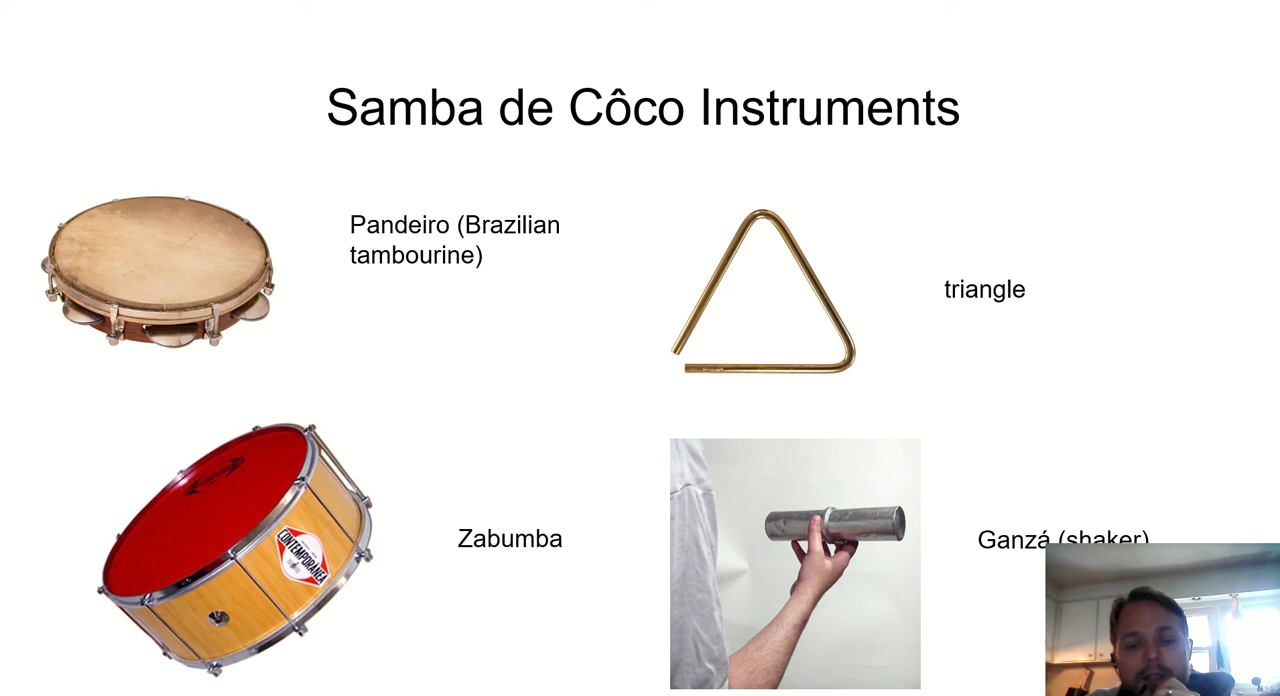 Samba de Côco Instruments
Pandeiro (Brazilian
tambourine)
triangle
Zabumba
CONTEMPORÂNEA
Ganzá (shaker)